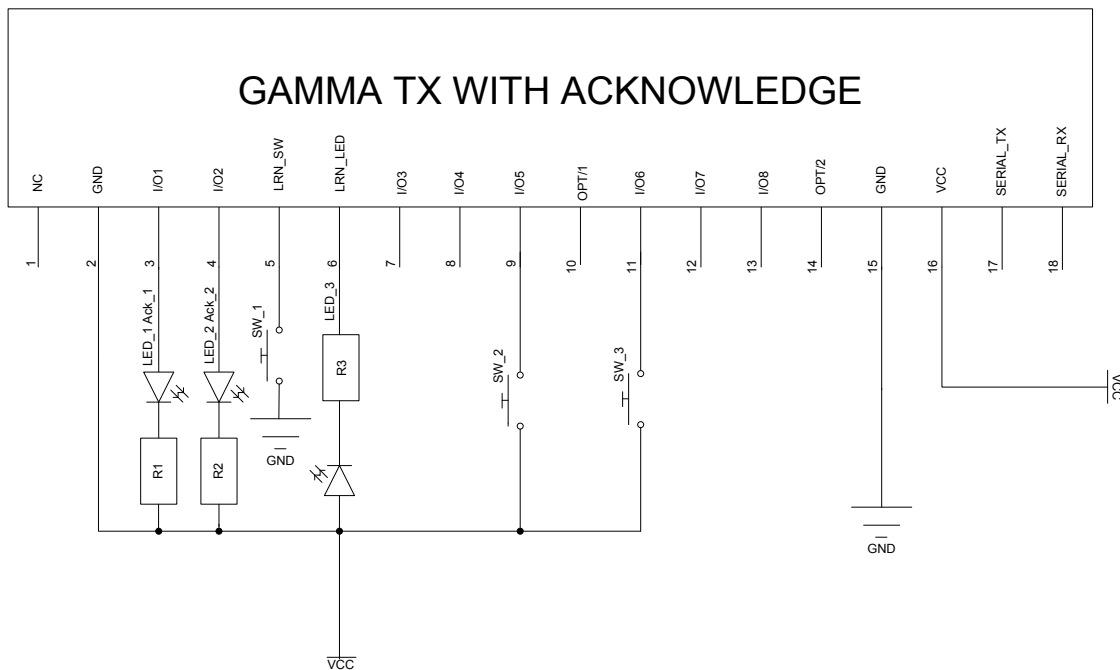 GAMMA TX WITH ACKNOWLEDGE
NC
GND
I/O1
I/O2
LRN_SW
LRN_LED
I/O3
I/O4
I/O5
OPT/1
I/O6
I/O7
I/O8
OPT/2
GND
VCC
SERIAL_TX
SERIAL_RX
1
2
3
4
5
6
7
8
9
10
11
12
13
14
15
16
17
18
LED_1 Ack_1
LED_2 Ack_2
SW_1
LED_3
SW_2
SW_3
R3
VCC
R1
R2
GND
GND
VCC